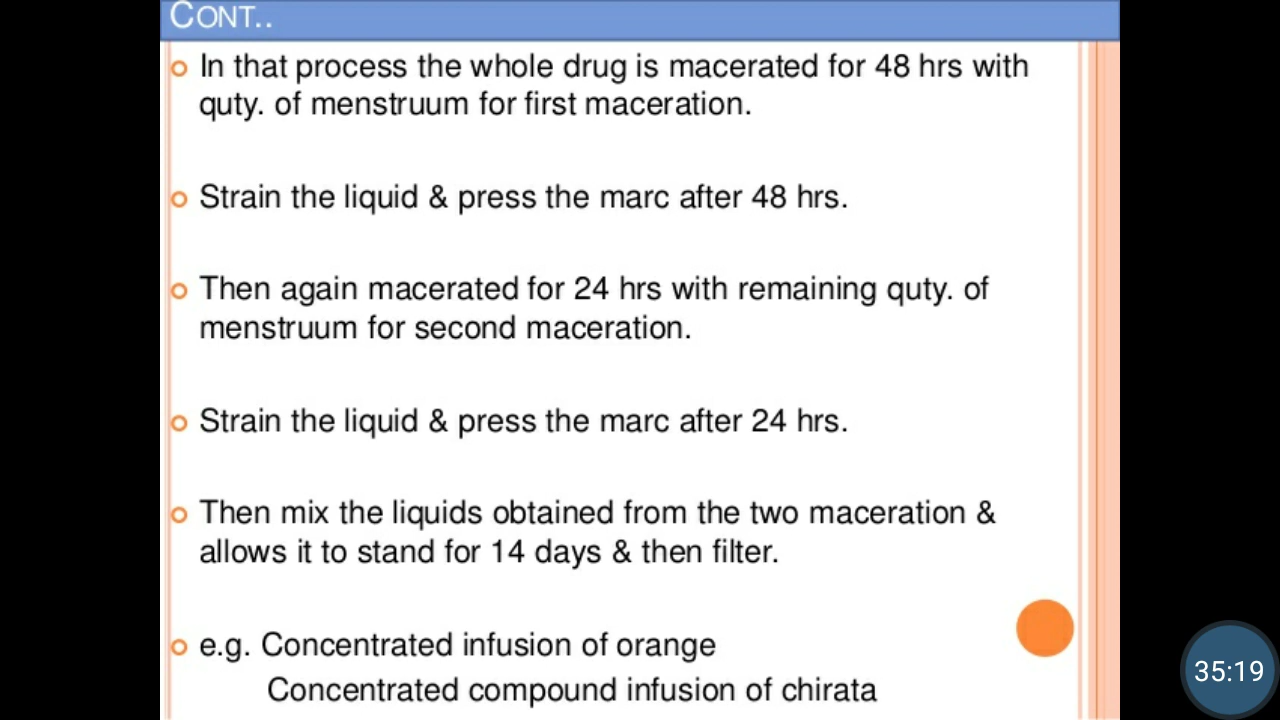 CONT..
In that process the whole drug is macerated for 48 hrs with
quty. of menstruum for first maceration.
Strain the liquid & press the marc after 48 hrs.
Then again macerated for 24 hrs with remaining quty. of
menstruum for second maceration.
Strain the liquid & press the marc after 24 hrs.
Then mix the liquids obtained from the two maceration &
allows it to stand for 14 days & then filter.
e.g. Concentrated infusion of orange
Concentrated compound infusion of chirata
35:19